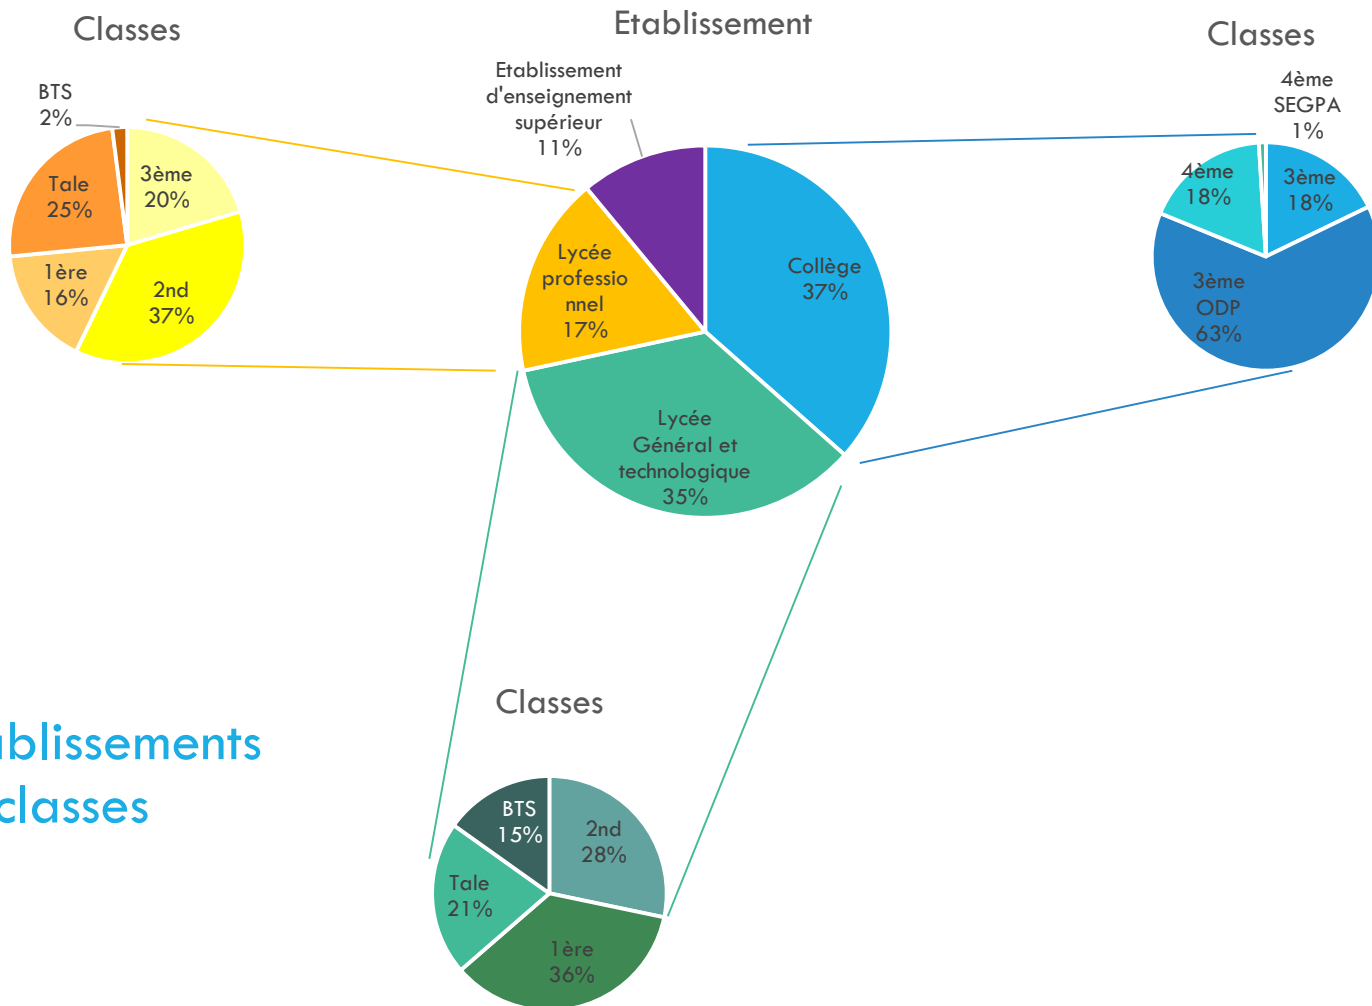 Classes
BTS
2%
3ème
20%
Tale
25%
1ère
16%
2nd
37%
Etablissement
Etablissement
d'enseignement
supérieur
11%
Collège
37%
Lycée
professio
nnel
17%
Lycée
Général et
technologique
35%
Classes
4ème
SEGPA
1%
4ème
18%
3ème
18%
3ème
ODP
63%
ablissements
classes
Classes
BTS
15%
2nd
28%
Tale
21%
1ère
36%